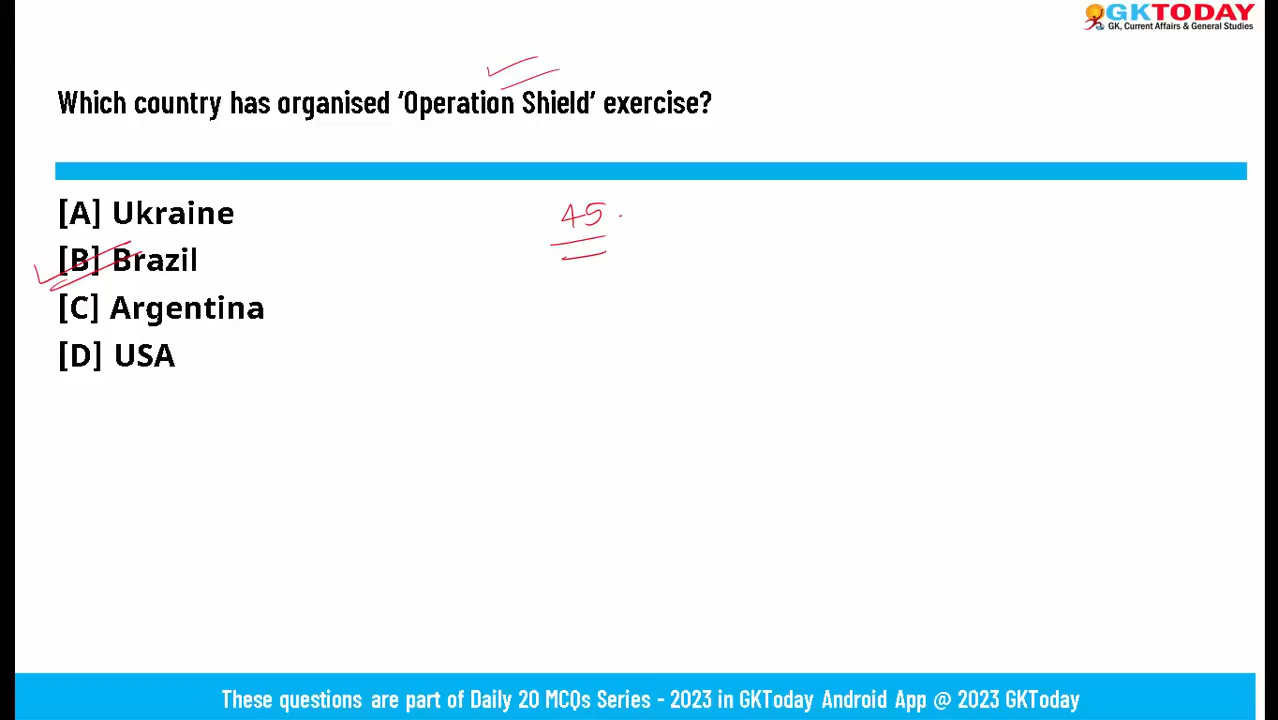 GKTODAY
GK, Current Affairs & General Studies
Which country has organised ‘Operation Shield’ exercise?
[A] Ukraine
45
[B] Brazil
[C] Argentina
[D] USA
These questions are part of Daily 20 MCQs Series - 2023 in GKToday Android App @ 2023 GKToday